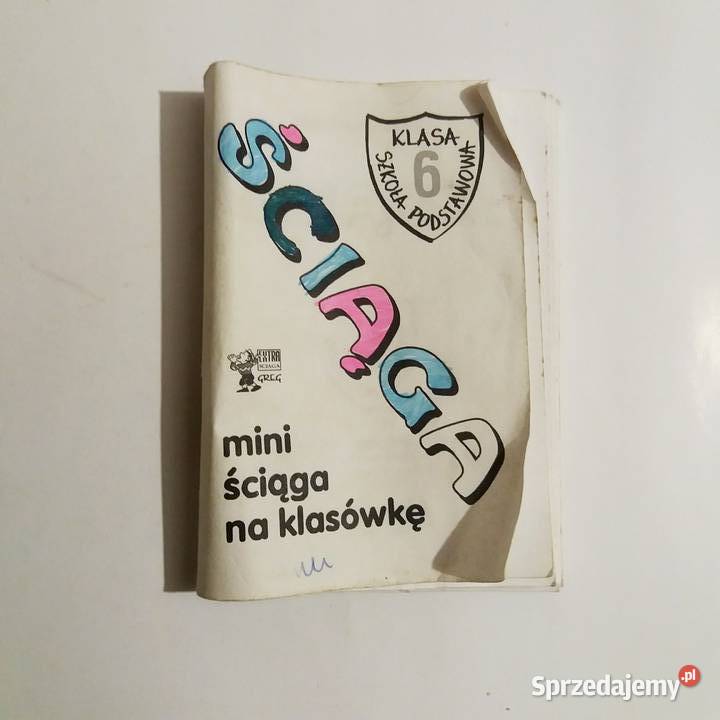 KLASA
6
SZKOŁA PODSTAWOWA
ŚCIĄGA
EXTRA
ŚCIĄGA
GREG
mini
ściąga
na klasówkę
Sprzedajemy.pl